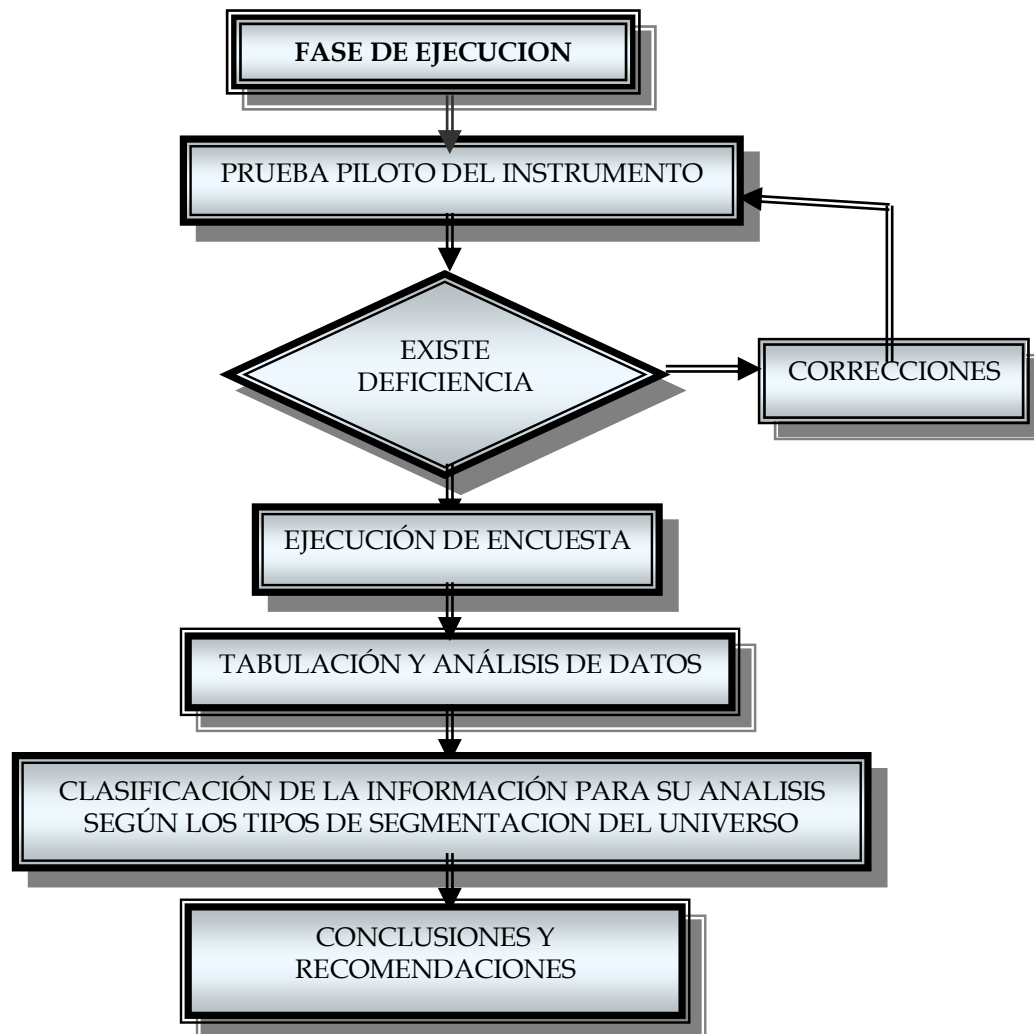 FASE DE EJECUCION
PRUEBA PILOTO DEL INSTRUMENTO
EXISTE
DEFICIENCIA
CORRECCIONES
EJECUCIÓN DE ENCUESTA
TABULACIÓN Y ANÁLISIS DE DATOS
CLASIFICACIÓN DE LA INFORMACIÓN PARA SU ANALISIS
SEGÚN LOS TIPOS DE SEGMENTACION DEL UNIVERSO
CONCLUSIONES Y
RECOMENDACIONES